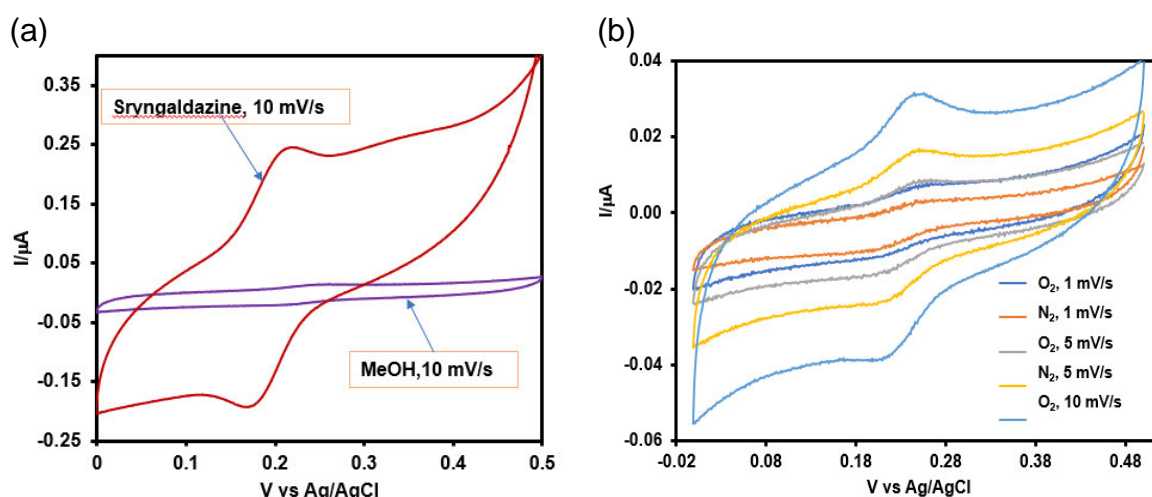 (a)
0.35
0.25
0.15
0.05
-0.05
-0.15
-0.25
I/µA
Sryngaldazine, 10 mV/s
MeOH,10 mV/s
0
0.1
0.2
0.3
0.4
0.5
V vs Ag/AgCl
(b)
0.04
0.02
0.00
-0.02
-0.04
-0.06
I/µA
O₂, 1 mV/s
N₂, 1 mV/s
O₂, 5 mV/s
N₂, 5 mV/s
O₂, 10 mV/s
-0.02
0.08
0.18
0.28
0.38
0.48
V vs Ag/AgCl